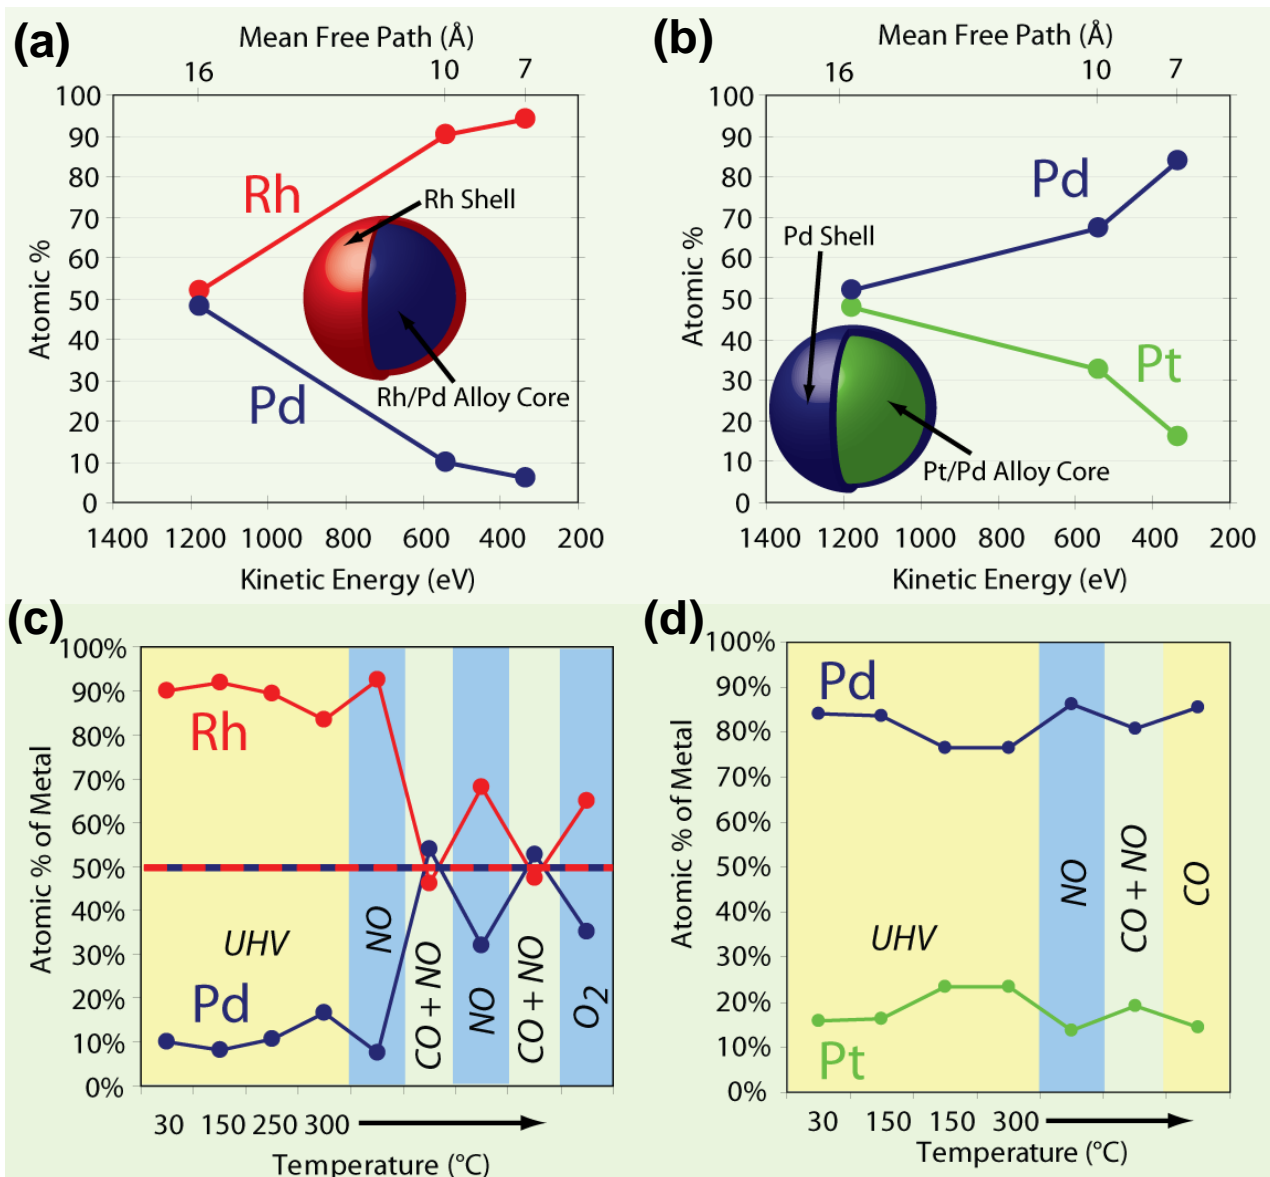 (a)
Mean Free Path (Å)
16 10 7
100
90
80
70
60
50
40
30
20
10
0
Atomic %
Rh
Rh Shell
Pd
Rh/Pd Alloy Core
1400 1200 1000 800 600 400 200
Kinetic Energy (eV)
(b)
Mean Free Path (Å)
16 10 7
100
90
80
70
60
50
40
30
20
10
0
Atomic %
Pd
Pd Shell
Pt
Pt/Pd Alloy Core
1400 1200 1000 800 600 400 200
Kinetic Energy (eV)
(c)
100%
90%
80%
70%
60%
50%
40%
30%
20%
10%
0%
Atomic % of Metal
Rh
UHV
Pd
NO
CO + NO
NO
CO + NO
O2
30 150 250 300
Temperature (°C)
(d)
100%
90%
80%
70%
60%
50%
40%
30%
20%
10%
0%
Atomic % of Metal
Pd
UHV
Pt
NO
CO + NO
CO
30 150 150 300
Temperature (°C)